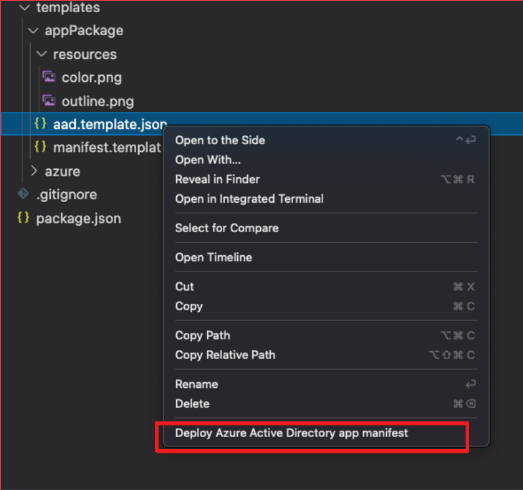 templates
appPackage
resources
color.png
outline.png
{} aad.template.json
{} manifest.templat
azure
.gitignore
{} package.json
Open to the Side ⌃⏎
Open With...
Reveal in Finder ⌥⌘ R
Open in Integrated Terminal
Select for Compare
Open Timeline
Cut ⌘ X
Copy ⌘ C
Copy Path ⌥⌘ C
Copy Relative Path ⌥⇧⌘ C
Rename ⏎
Delete ⌘⌫
Deploy Azure Active Directory app manifest